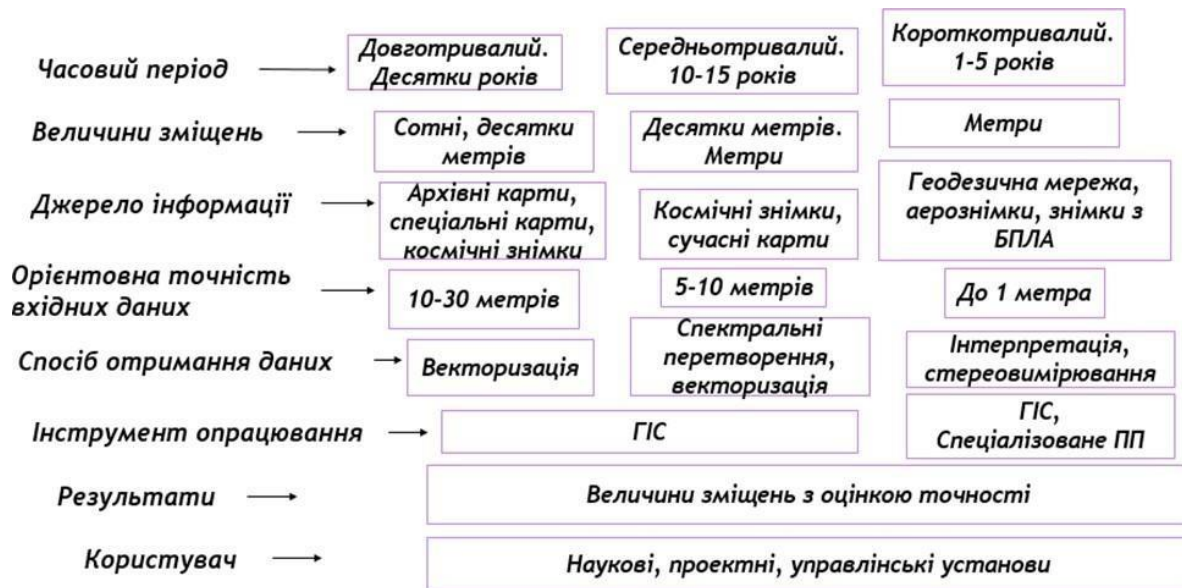 Часовий період
Довготривалий.
Десятки років
Середньотривалий.
10-15 років
Короткотривалий.
1-5 років
Величини зміщень
Сотні, десятки
метрів
Десятки метрів.
Метри
Метри
Джерело інформації
Архівні карти,
спеціальні карти,
космічні знімки
Космічні знімки,
сучасні карти
Геодезична мережа,
аерознімки, знімки з
БПЛА
Орієнтовна точність
вхідних даних
10-30 метрів
5-10 метрів
До 1 метра
Спосіб отримання даних
Векторизація
Спектральні
перетворення,
векторизація
Інтерпретація,
стереовимірювання
Інструмент опрацювання
ГІС
ГІС,
Спеціалізоване ПП
Результати
Величини зміщень з оцінкою точності
Користувач
Наукові, проектні, управлінські установи